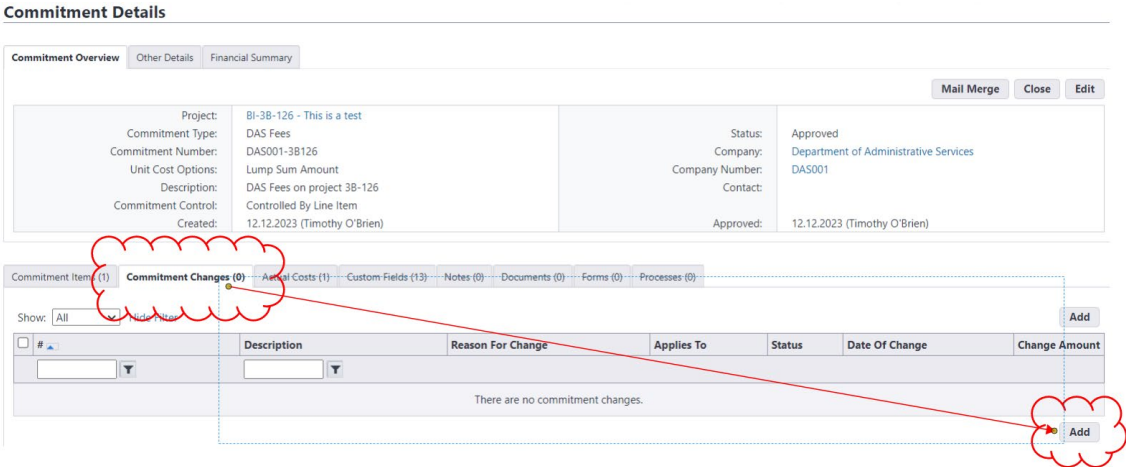 Commitment Details
Commitment Overview Other Details Financial Summary
Mail Merge Close Edit
Project: BI-3B-126 - This is a test
Commitment Type: DAS Fees Status: Approved
Commitment Number: DAS001-3B126 Company: Department of Administrative Services
Unit Cost Options: Lump Sum Amount Company Number: DAS001
Description: DAS Fees on project 3B-126 Contact:
Commitment Control: Controlled By Line Item
Created: 12.12.2023 (Timothy O'Brien) Approved: 12.12.2023 (Timothy O'Brien)
Commitment Items (1) Commitment Changes (0) Actual Costs (1) Custom Fields (13) Notes (0) Documents (0) Forms (0) Processes (0)
Show: All Hide Filter Add
# Description Reason For Change Applies To Status Date Of Change Change Amount
There are no commitment changes.
Add